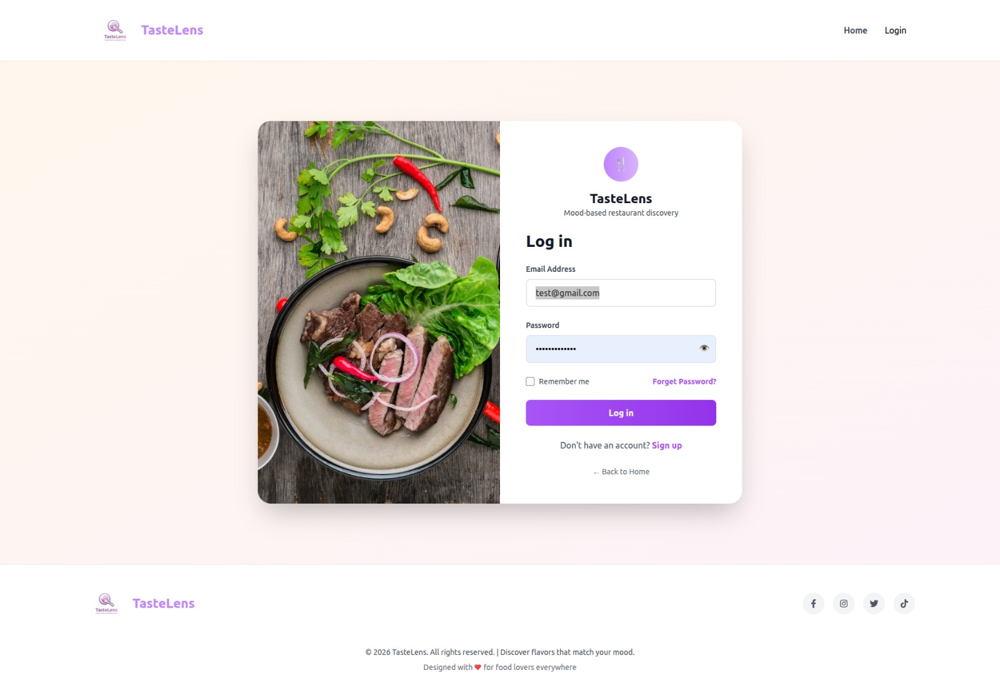 TasteLens
TasteLens
Home
Login
TasteLens
Mood-based restaurant discovery
Log in
Email Address
test@gmail.com
Password
•••••••••••••
Remember me
Forget Password?
Log in
Don't have an account? Sign up
← Back to Home
TasteLens
TasteLens
© 2026 TasteLens. All rights reserved. | Discover flavors that match your mood.
Designed with ❤ for food lovers everywhere